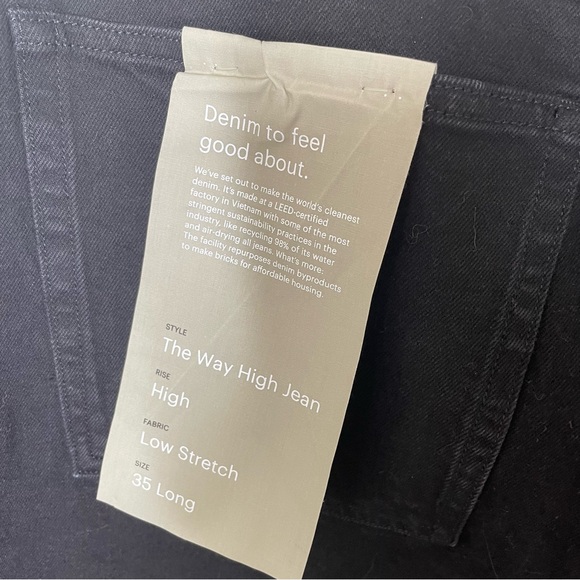 Denim to feel
good about.
We've set out to make the world's cleanest
denim. It's made at a LEED-certified
factory in Vietnam with some of the most
stringent sustainability practices in the
industry, like recycling 98% of its water
and air-drying all jeans. What's more:
The facility repurposes denim byproducts
to make bricks for affordable housing.
STYLE
The Way High Jean
RISE
High
FABRIC
Low Stretch
SIZE
35 Long